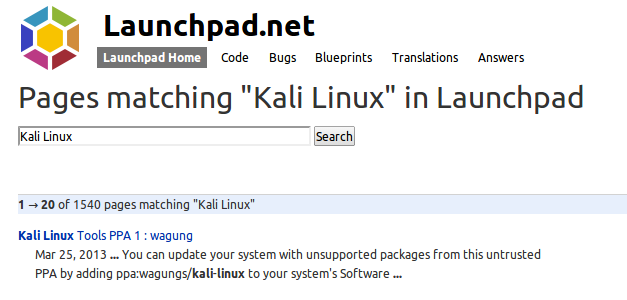 Launchpad.net
Launchpad Home Code Bugs Blueprints Translations Answers
Pages matching "Kali Linux" in Launchpad
Kali Linux Search
1 → 20 of 1540 pages matching "Kali Linux"
Kali Linux Tools PPA 1 : wagung
Mar 25, 2013 ... You can update your system with unsupported packages from this untrusted
PPA by adding ppa:wagungs/kali-linux to your system's Software ...